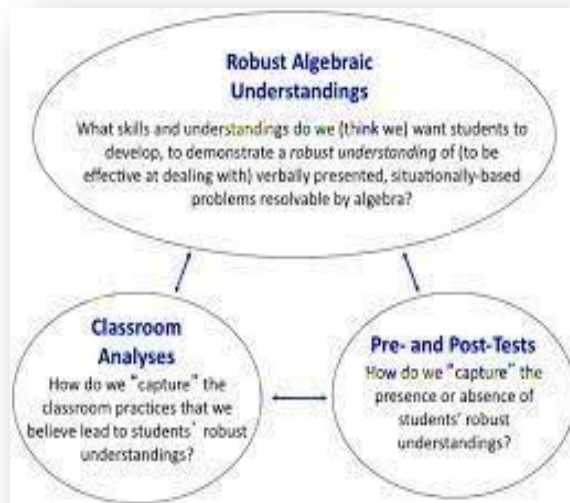 Robust Algebraic
Understandings
What skills and understandings do we (think we) want students to
develop, to demonstrate a robust understanding of (to be
effective at dealing with) verbally presented, situationally-based
problems resolvable by algebra?
Classroom
Analyses
How do we "capture" the
classroom practices that we
believe lead to students' robust
understandings?
Pre- and Post-Tests
How do we "capture" the
presence or absence of
students' robust
understandings?